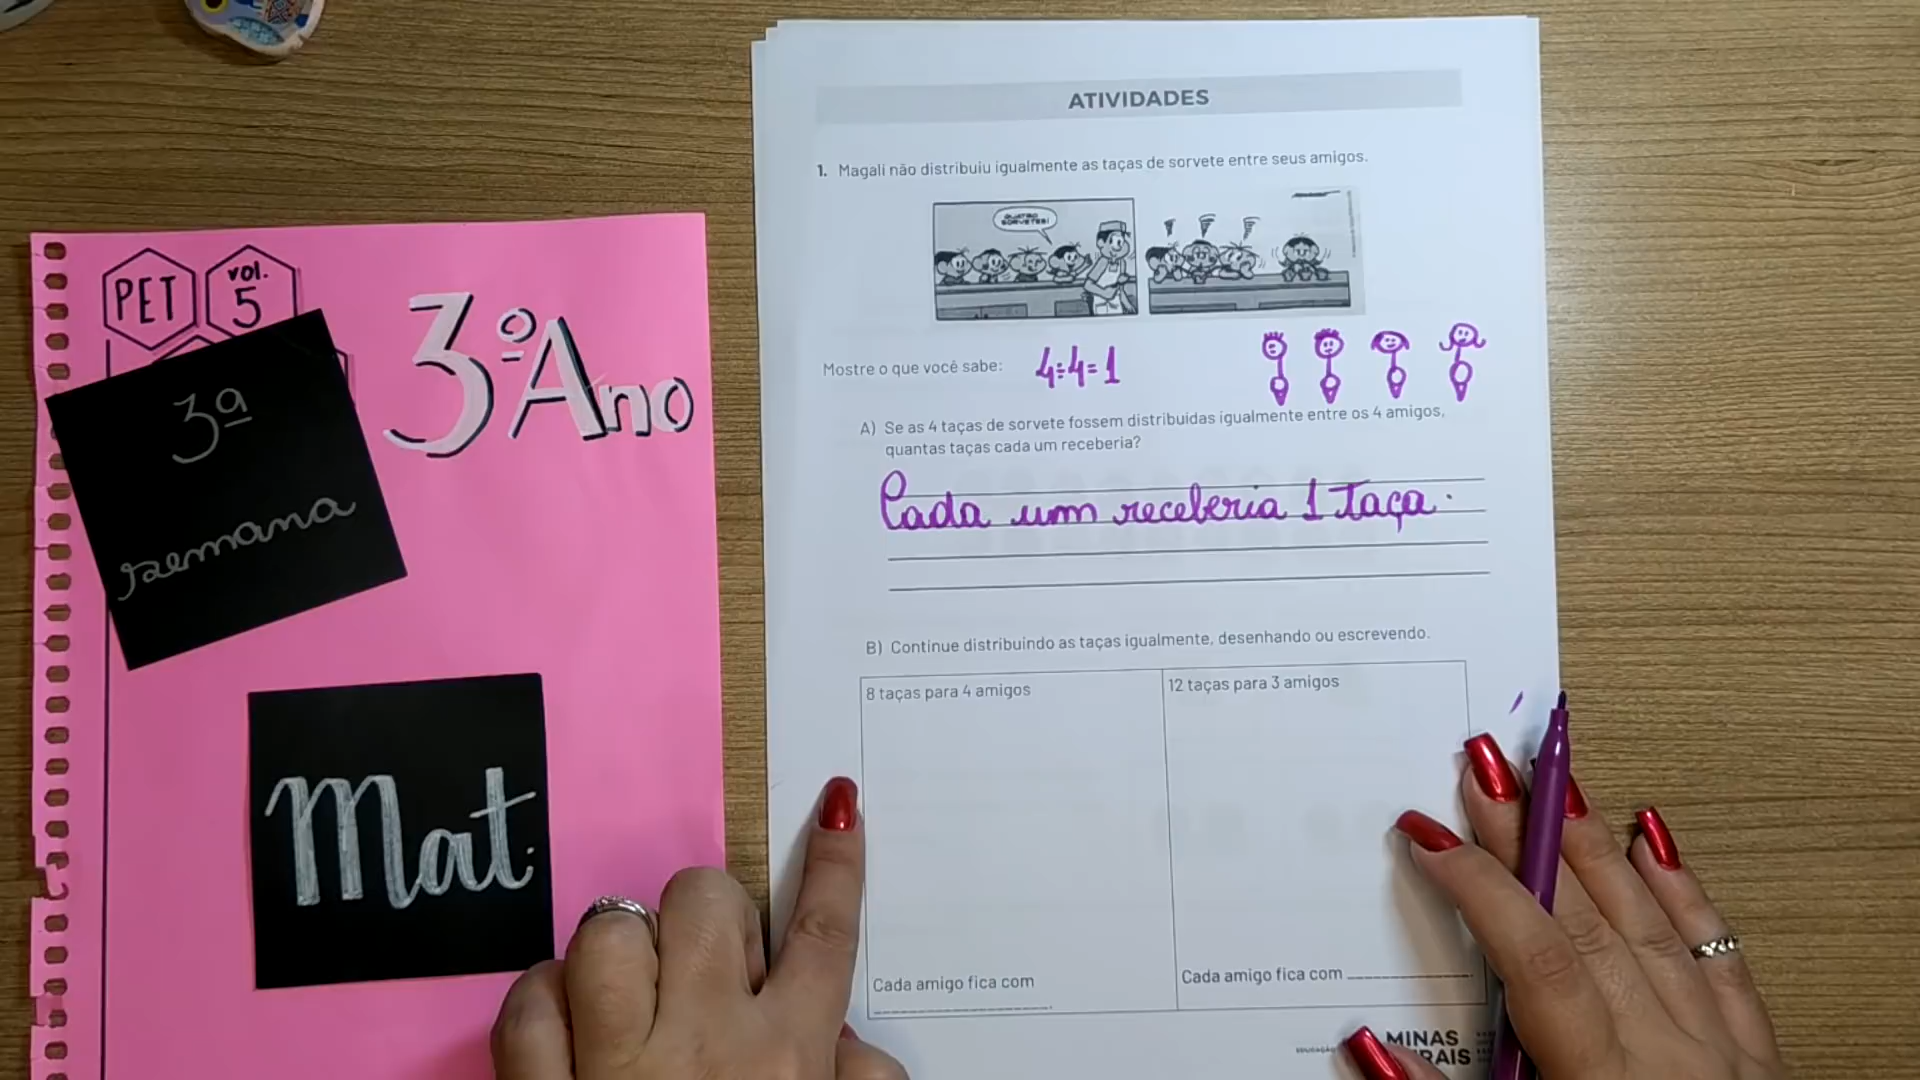 PET
vol.
5
3º Ano
3ª
semana
Mat.
ATIVIDADES
1. Magali não distribuiu igualmente as taças de sorvete entre seus amigos.
QUATRO
SORVETES!
Mostre o que você sabe: 4÷4=1
A) Se as 4 taças de sorvete fossem distribuidas igualmente entre os 4 amigos,
quantas taças cada um receberia?
Cada um receberia 1 taça.
B) Continue distribuindo as taças igualmente, desenhando ou escrevendo.
8 taças para 4 amigos
12 taças para 3 amigos
Cada amigo fica com
Cada amigo fica com
EDUCAÇÃO
MINAS
RAIS